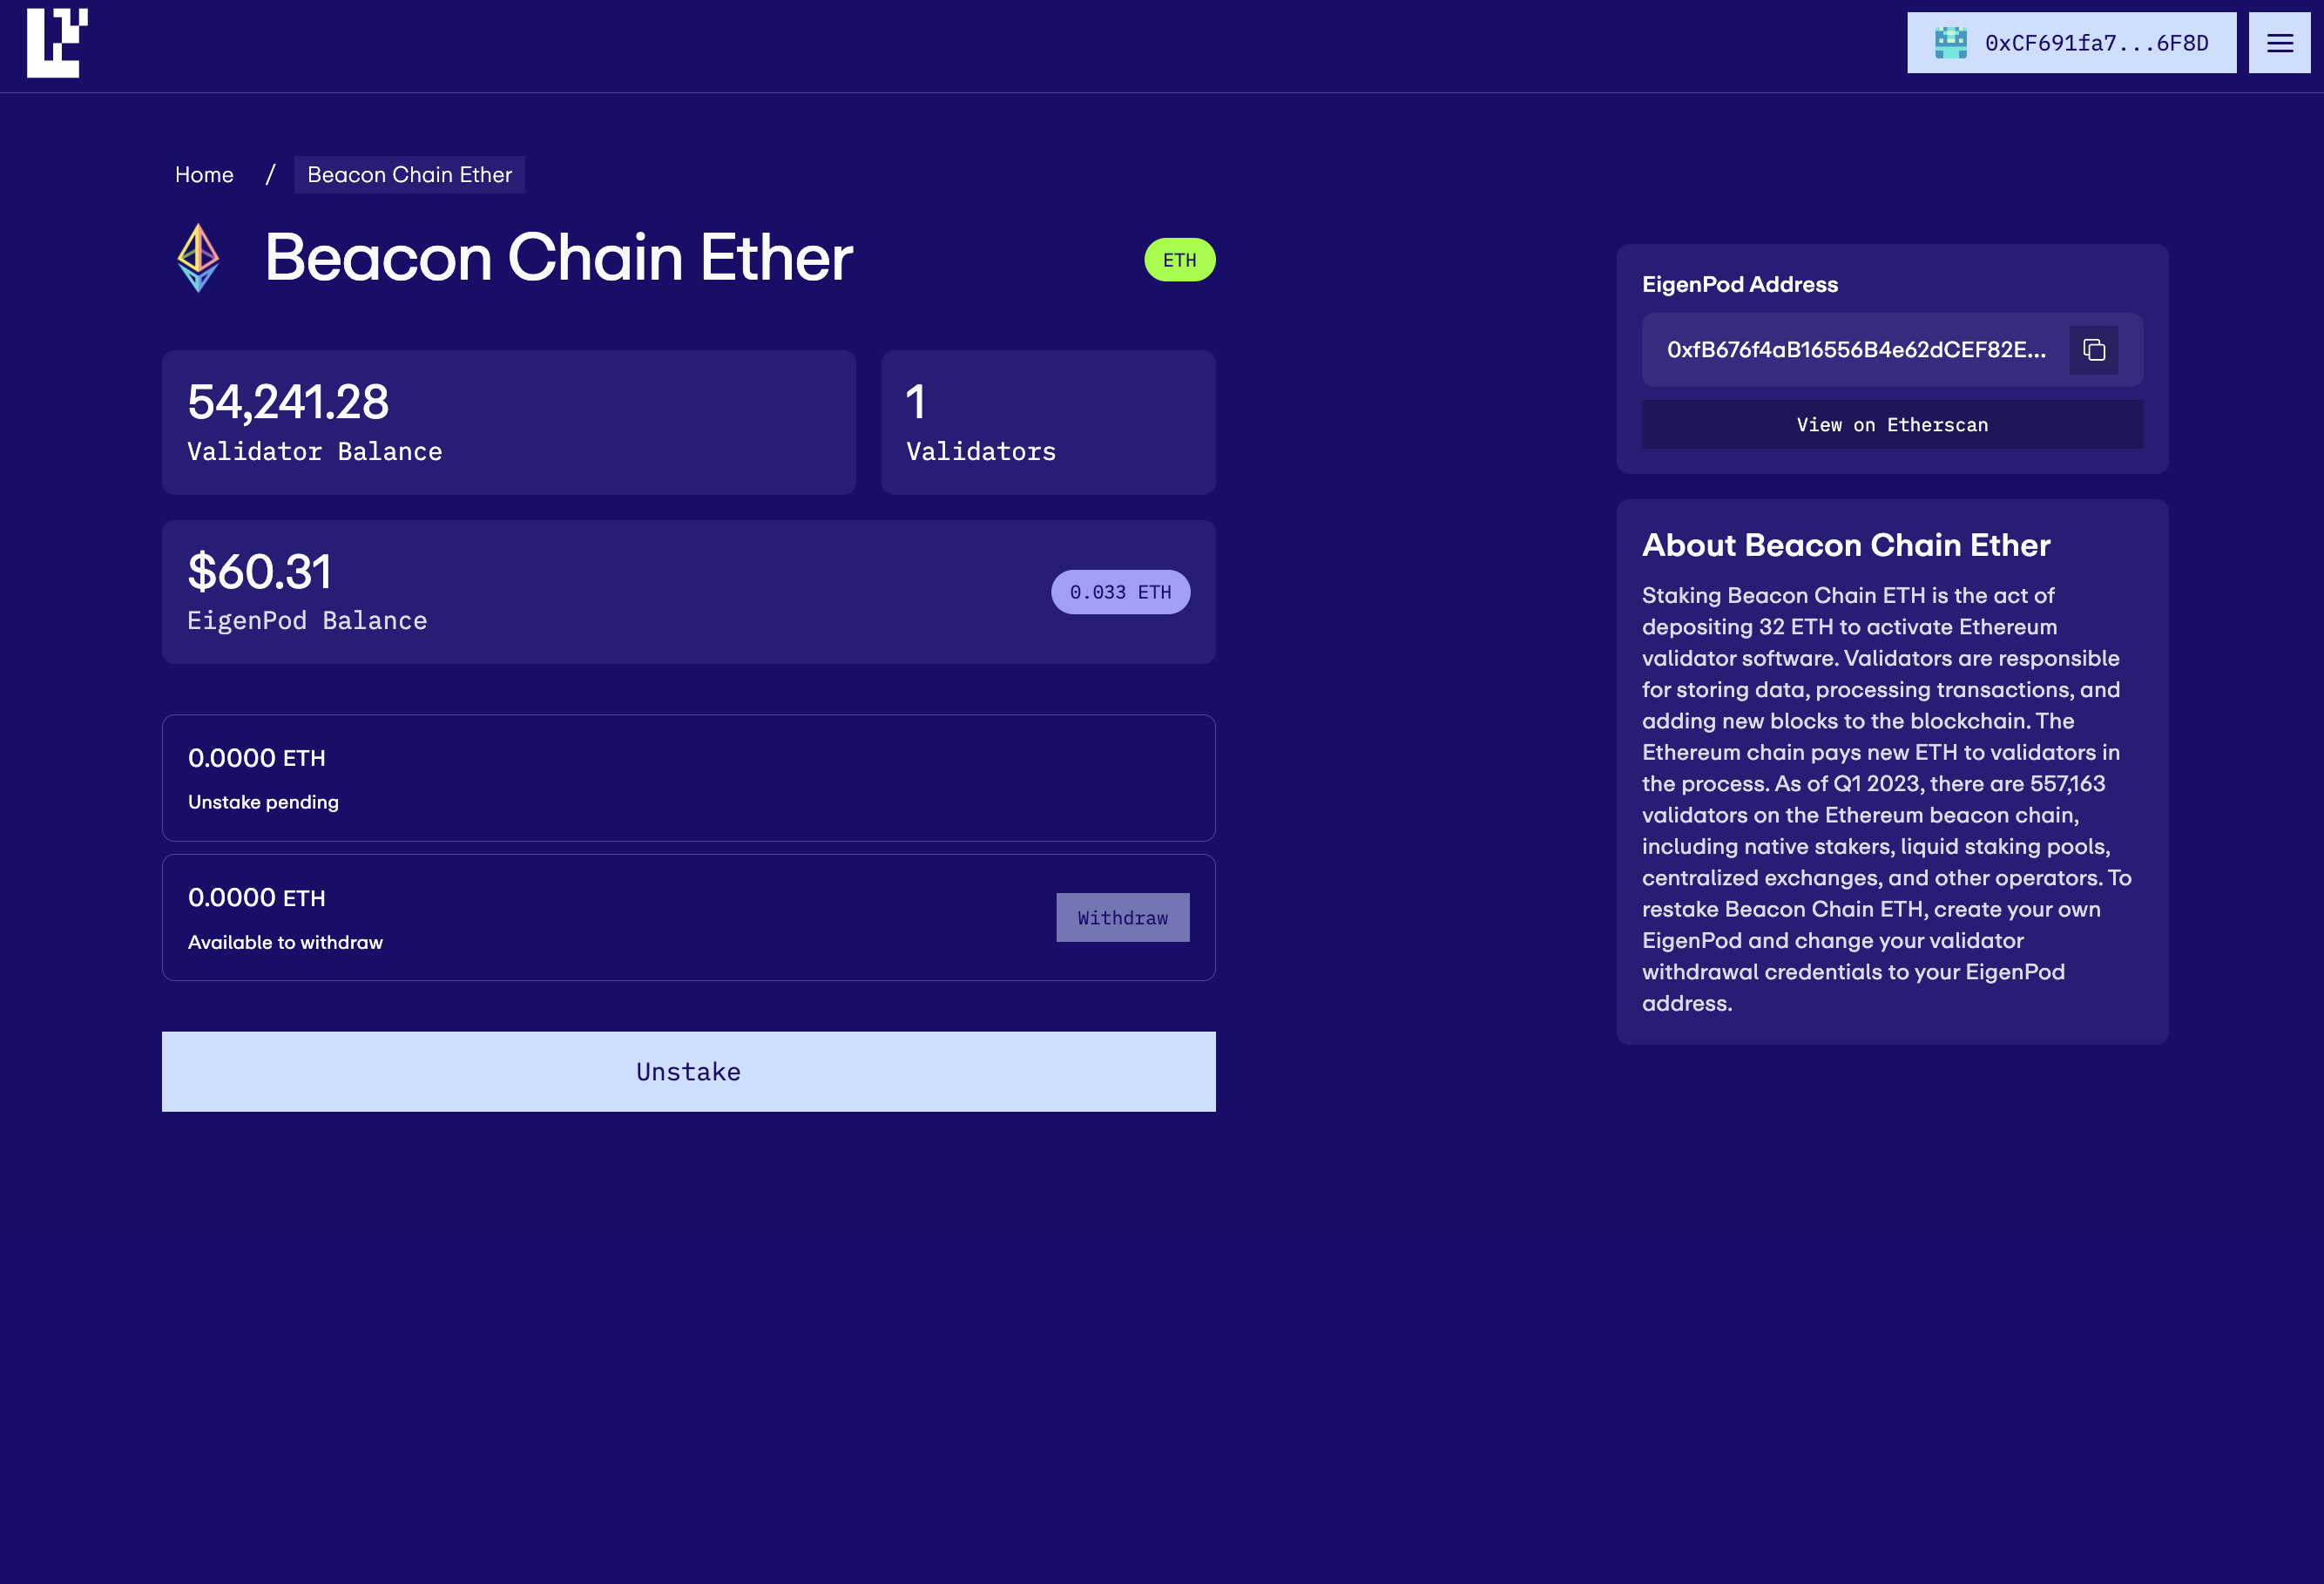 0xCF691fa7...6F8D
Home / Beacon Chain Ether
Beacon Chain Ether
ETH
54,241.28
Validator Balance
1
Validators
$60.31
EigenPod Balance
0.033 ETH
0.0000 ETH
Unstake pending
0.0000 ETH
Available to withdraw
Withdraw
Unstake
EigenPod Address
0xfB676f4aB16556B4e62dCEF82E...
View on Etherscan
About Beacon Chain Ether
Staking Beacon Chain ETH is the act of
depositing 32 ETH to activate Ethereum
validator software. Validators are responsible
for storing data, processing transactions, and
adding new blocks to the blockchain. The
Ethereum chain pays new ETH to validators in
the process. As of Q1 2023, there are 557,163
validators on the Ethereum beacon chain,
including native stakers, liquid staking pools,
centralized exchanges, and other operators. To
restake Beacon Chain ETH, create your own
EigenPod and change your validator
withdrawal credentials to your EigenPod
address.